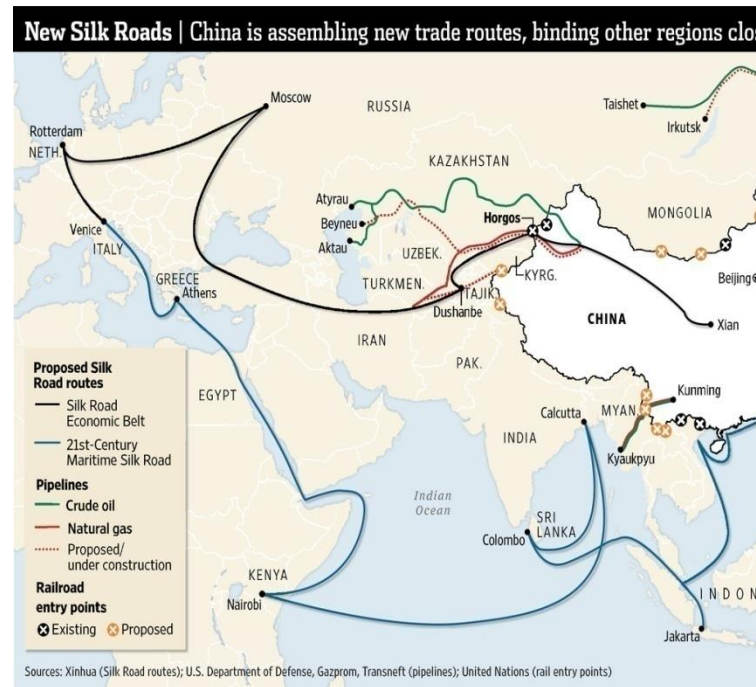 New Silk Roads | China is assembling new trade routes, binding other regions clos
Moscow
RUSSIA
Taishet
Irkutsk
Rotterdam
NETH.
KAZAKHSTAN
Atyrau
Beyneu
Aktau
Horgos
MONGOLIA
Venice
ITALY
UZBEK.
GREECE
Athens
TURKMEN.
TAJIK.
KYRG.
Beijing
Dushanbe
CHINA
Xian
IRAN
PAK.
EGYPT
Kunming
Calcutta
MYAN.
INDIA
Kyaukpyu
Indian
Ocean
SRI
LANKA
Colombo
KENYA
Nairobi
INDON
Jakarta
Proposed Silk
Road routes
Silk Road
Economic Belt
21st-Century
Maritime Silk Road
Pipelines
Crude oil
Natural gas
Proposed/
under construction
Railroad
entry points
Existing
Proposed
Sources: Xinhua (Silk Road routes); U.S. Department of Defense, Gazprom, Transneft (pipelines); United Nations (rail entry points)